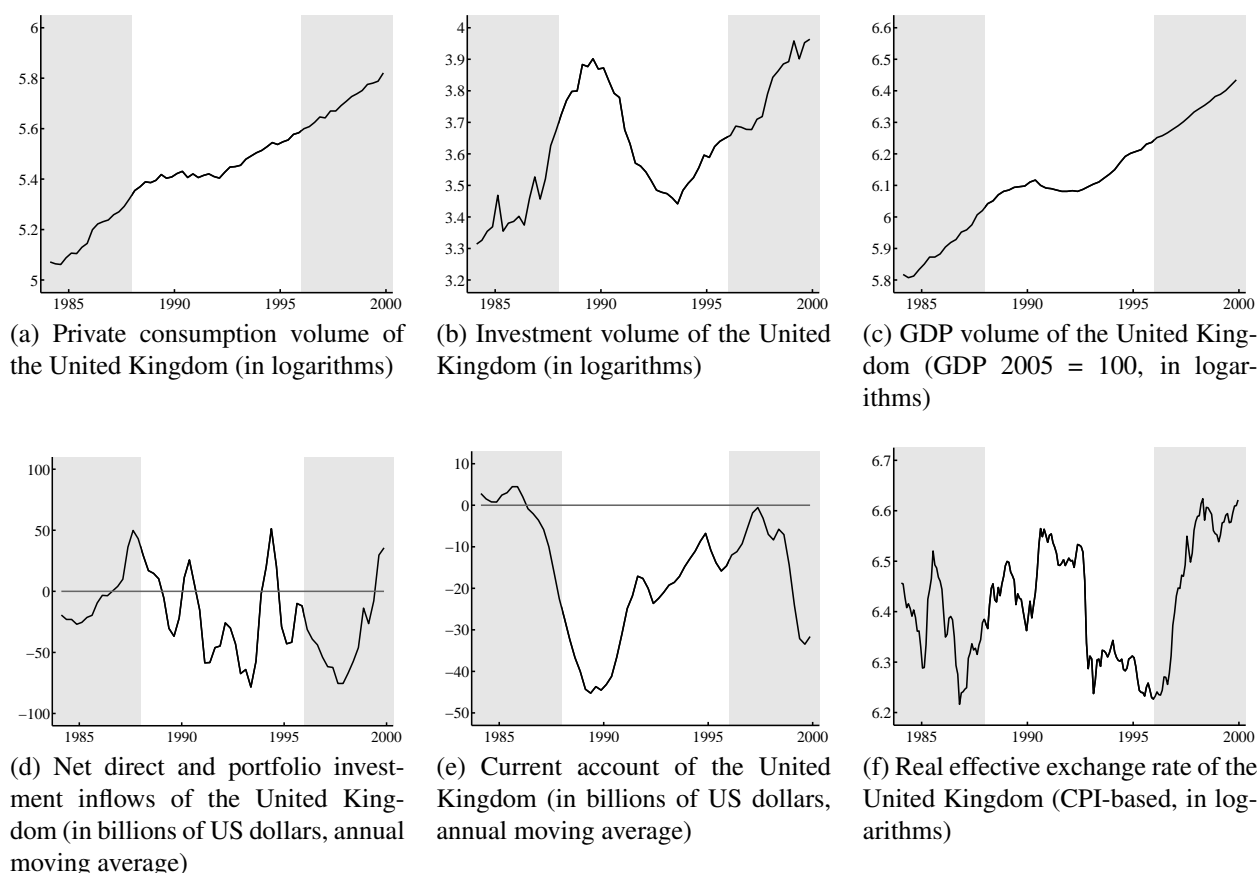 6
5.8
5.6
5.4
5.2
5
1985 1990 1995 2000
(a) Private consumption volume of
the United Kingdom (in logarithms)
4
3.9
3.8
3.7
3.6
3.5
3.4
3.3
3.2
1985 1990 1995 2000
(b) Investment volume of the United
Kingdom (in logarithms)
6.6
6.5
6.4
6.3
6.2
6.1
6
5.9
5.8
1985 1990 1995 2000
(c) GDP volume of the United King-
dom (GDP 2005 = 100, in logar-
ithms)
100
50
0
−50
−100
1985 1990 1995 2000
(d) Net direct and portfolio invest-
ment inflows of the United King-
dom (in billions of US dollars, annual
moving average)
10
0
−10
−20
−30
−40
−50
1985 1990 1995 2000
(e) Current account of the United
Kingdom (in billions of US dollars,
annual moving average)
6.7
6.6
6.5
6.4
6.3
6.2
1985 1990 1995 2000
(f) Real effective exchange rate of the
United Kingdom (CPI-based, in log-
arithms)